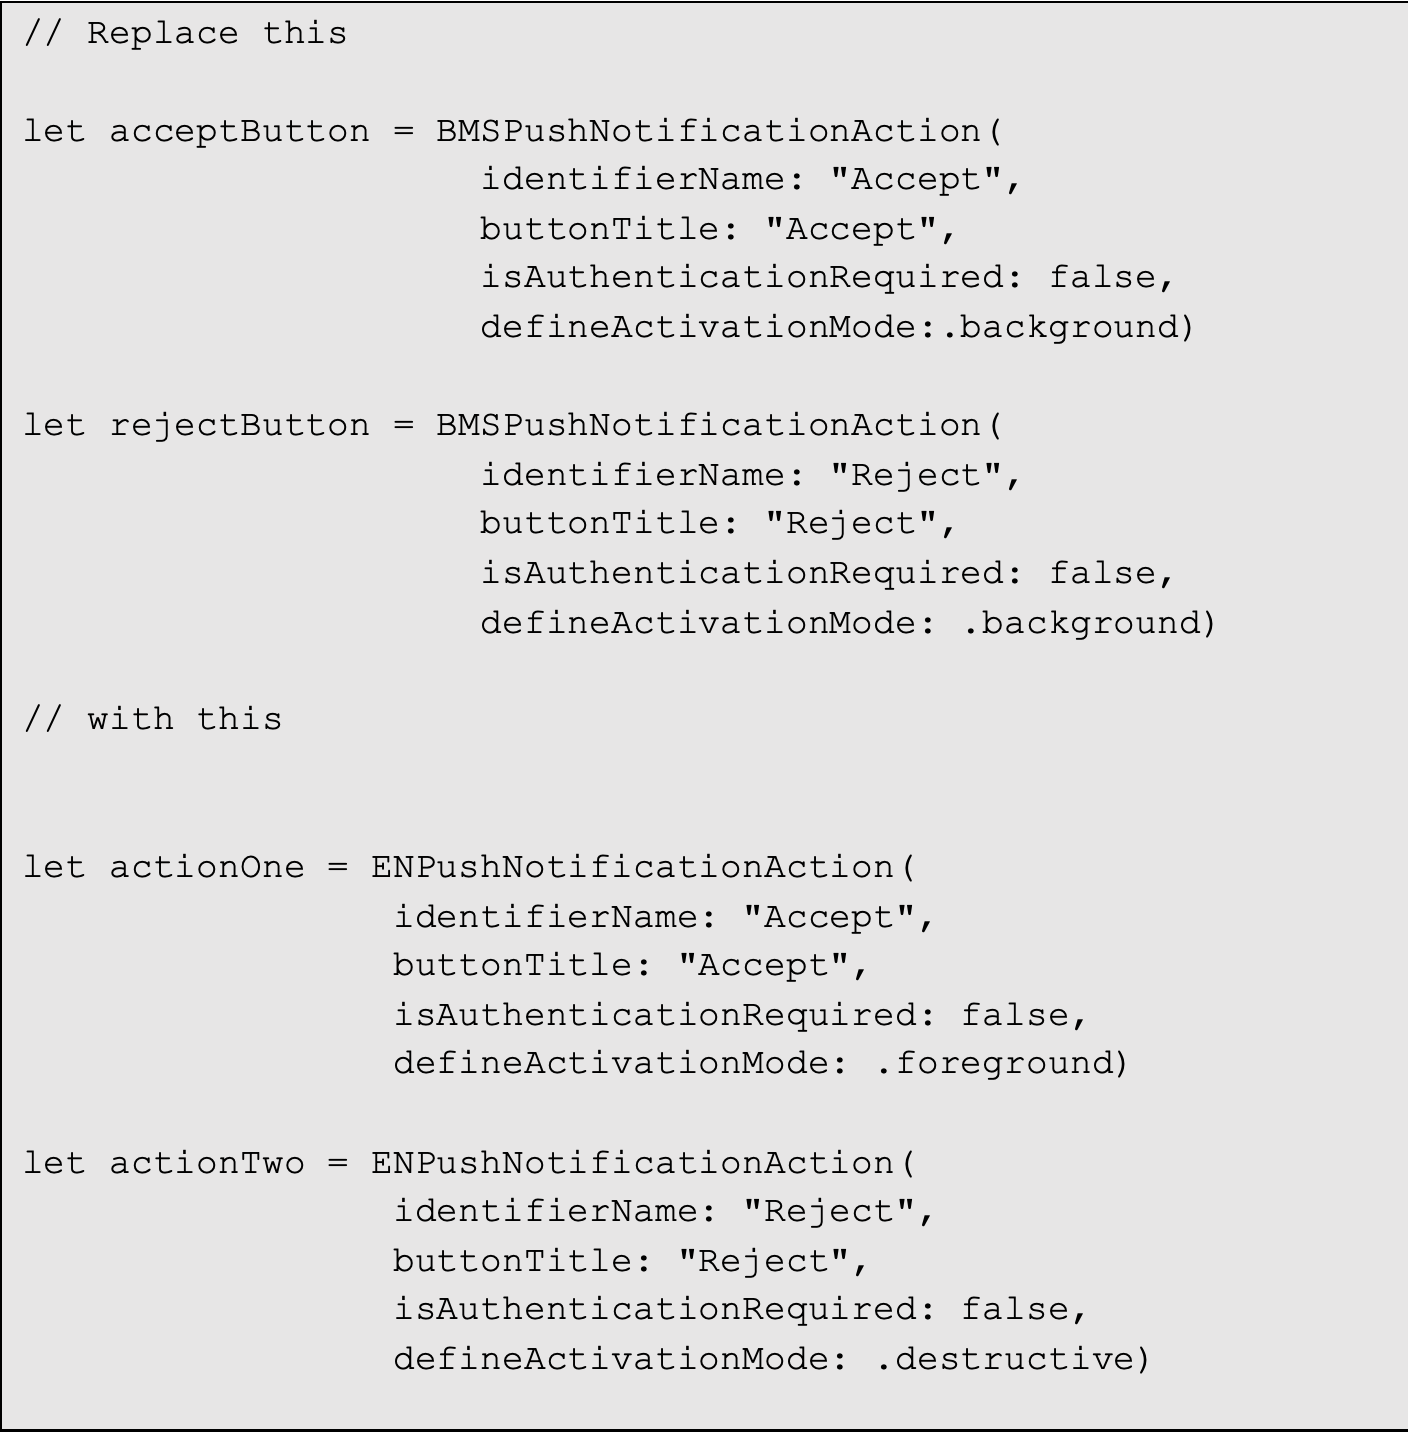 // Replace this
let acceptButton = BMSPushNotificationAction(
identifierName: "Accept",
buttonTitle: "Accept",
isAuthenticationRequired: false,
defineActivationMode:.background)
let rejectButton = BMSPushNotificationAction(
identifierName: "Reject",
buttonTitle: "Reject",
isAuthenticationRequired: false,
defineActivationMode: .background)
// with this
let actionOne = ENPushNotificationAction(
identifierName: "Accept",
buttonTitle: "Accept",
isAuthenticationRequired: false,
defineActivationMode: .foreground)
let actionTwo = ENPushNotificationAction(
identifierName: "Reject",
buttonTitle: "Reject",
isAuthenticationRequired: false,
defineActivationMode: .destructive)